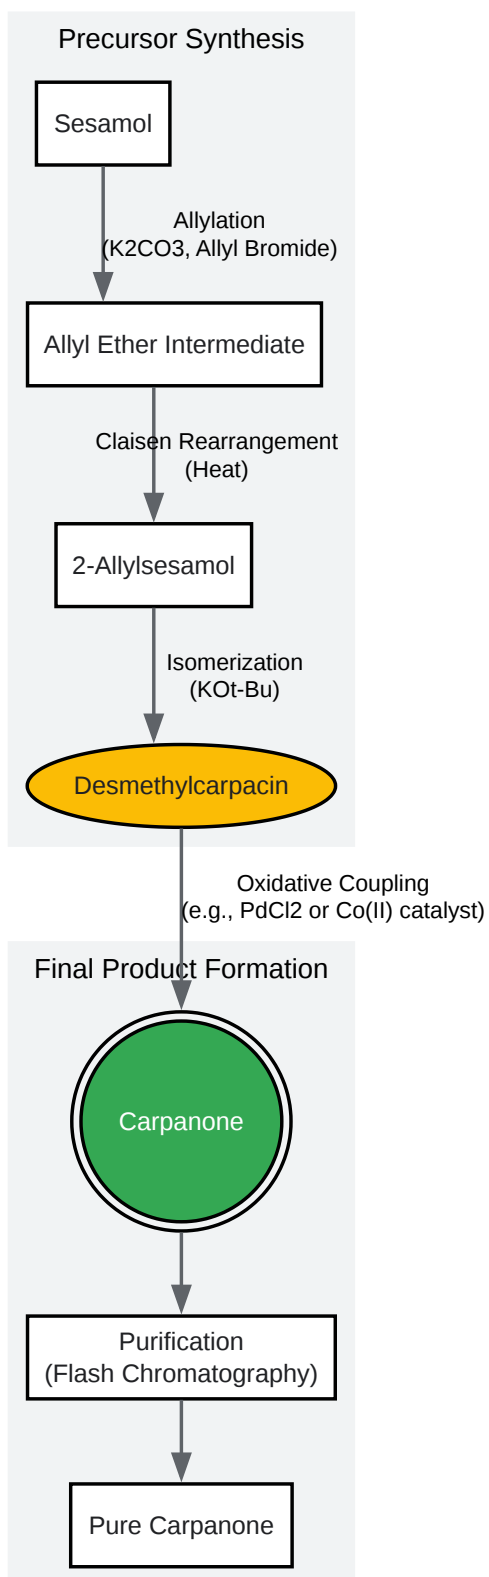 Precursor Synthesis
Sesamol
Allylation
(K2CO3, Allyl Bromide)
Allyl Ether Intermediate
Claisen Rearrangement
(Heat)
2-Allylsesamol
Isomerization
(KOt-Bu)
Desmethylcarpacin
Oxidative Coupling
(e.g., PdCl2 or Co(II) catalyst)
Final Product Formation
Carpanone
Purification
(Flash Chromatography)
Pure Carpanone